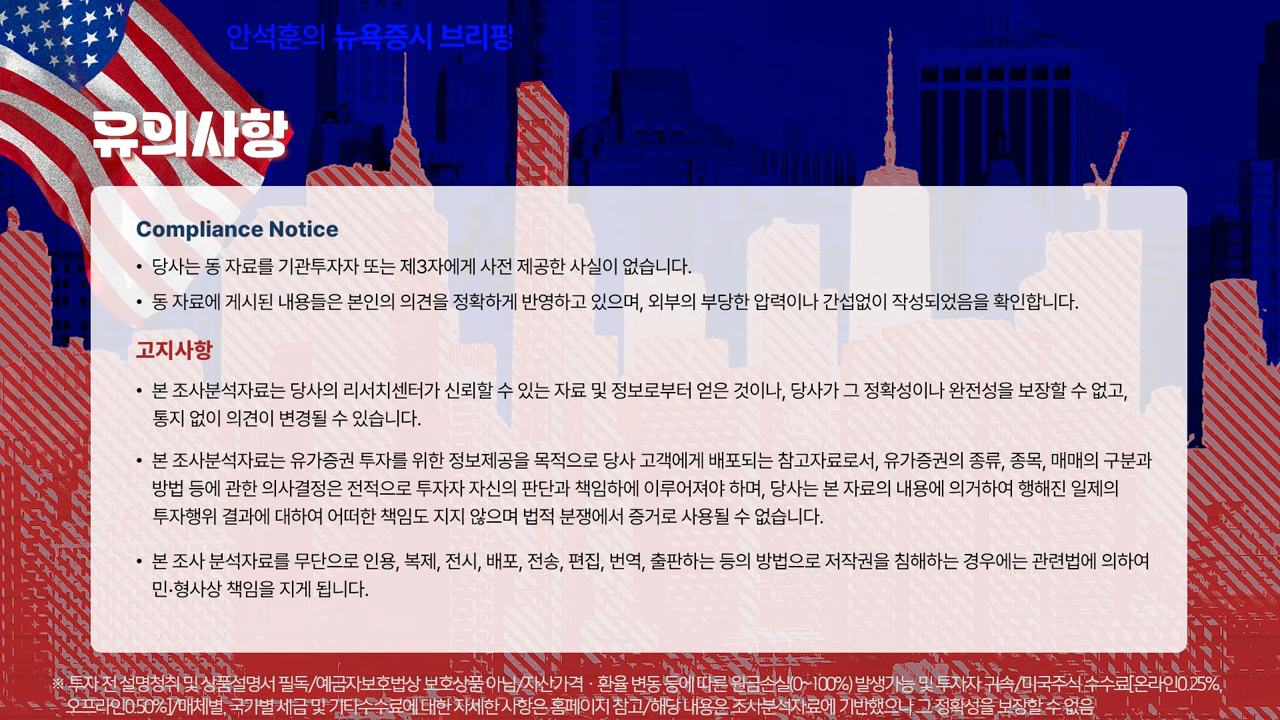 안석훈의 뉴욕증시 브리핑
유의사항
Compliance Notice
• 당사는 동 자료를 기관투자자 또는 제3자에게 사전 제공한 사실이 없습니다.
• 동 자료에 게시된 내용들은 본인의 의견을 정확하게 반영하고 있으며, 외부의 부당한 압력이나 간섭없이 작성되었음을 확인합니다.
고지사항
• 본 조사분석자료는 당사의 리서치센터가 신뢰할 수 있는 자료 및 정보로부터 얻은 것이나, 당사가 그 정확성이나 완전성을 보장할 수 없고,
통지 없이 의견이 변경될 수 있습니다.
• 본 조사분석자료는 유가증권 투자를 위한 정보제공을 목적으로 당사 고객에게 배포되는 참고자료로서, 유가증권의 종류, 종목, 매매의 구분과
방법 등에 관한 의사결정은 전적으로 투자자 자신의 판단과 책임하에 이루어져야 하며, 당사는 본 자료의 내용에 의거하여 행해진 일체의
투자행위 결과에 대하여 어떠한 책임도 지지 않으며 법적 분쟁에서 증거로 사용될 수 없습니다.
• 본 조사 분석자료를 무단으로 인용, 복제, 전시, 배포, 전송, 편집, 번역, 출판하는 등의 방법으로 저작권을 침해하는 경우에는 관련법에 의하여
민·형사상 책임을 지게 됩니다.
※ 투자 전 설명청취 및 상품설명서 필독/예금자보호법상 보호상품 아님/자산가격 · 환율 변동 등에 따른 원금손실(0~100%) 발생가능 및 투자자 귀속/미국주식 수수료[온라인0.25%,
오프라인0.50%]/매체별, 국가별 세금 및 기타수수료에 대한 자세한 사항은 홈페이지 참고/해당 내용은 조사분석자료에 기반했으나 그 정확성을 보장할 수 없음